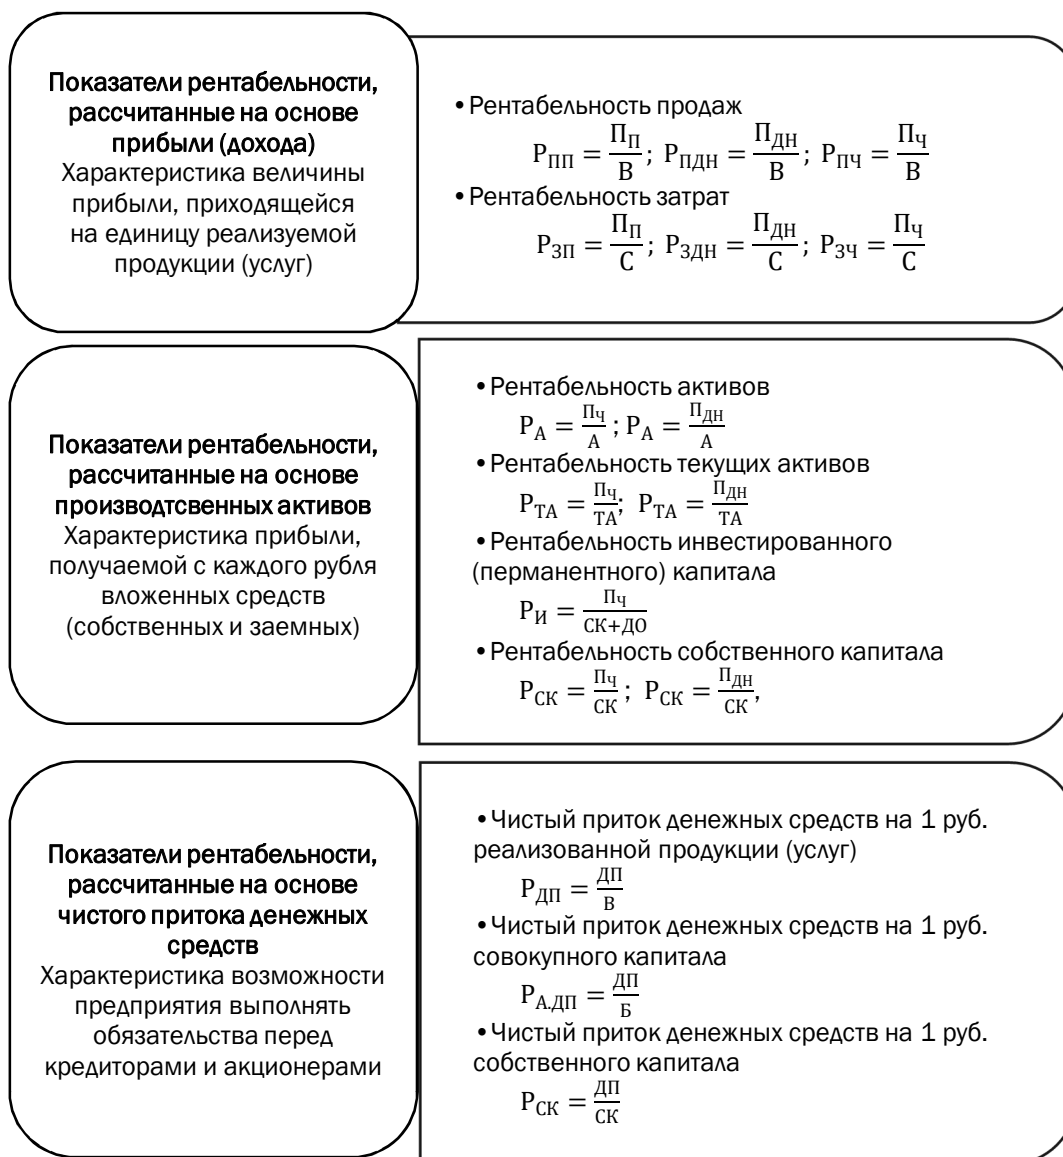 Показатели рентабельности,
рассчитанные на основе
прибыли (дохода)
Характеристика величины
прибыли, приходящейся
на единицу реализуемой
продукции (услуг)
•Рентабельность продаж
Р_ПП = П_П/В; Р_ПДН = П_ДН/В; Р_ПЧ = П_Ч/В
•Рентабельность затрат
Р_ЗП = П_П/С; Р_ЗДН = П_ДН/С; Р_ЗЧ = П_Ч/С
Показатели рентабельности,
рассчитанные на основе
производтсвенных активов
Характеристика прибыли,
получаемой с каждого рубля
вложенных средств
(собственных и заемных)
•Рентабельность активов
Р_А = П_Ч/А; Р_А = П_ДН/А
•Рентабельность текущих активов
Р_ТА = П_Ч/ТА; Р_ТА = П_ДН/ТА
•Рентабельность инвестированного
(перманентного) капитала
Р_И = П_Ч/СК+ДО
•Рентабельность собственного капитала
Р_СК = П_Ч/СК; Р_СК = П_ДН/СК,
Показатели рентабельности,
рассчитанные на основе
чистого притока денежных
средств
Характеристика возможности
предприятия выполнять
обязательства перед
кредиторами и акционерами
•Чистый приток денежных средств на 1 руб.
реализованной продукции (услуг)
Р_ДП = ДП/В
•Чистый приток денежных средств на 1 руб.
совокупного капитала
Р_А.ДП = ДП/Б
•Чистый приток денежных средств на 1 руб.
собственного капитала
Р_СК = ДП/СК